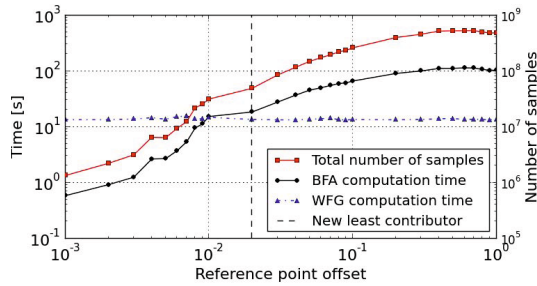 10^3
10^2
10^1
10^0
10^-1
Time [s]
10^9
10^8
10^7
10^6
10^5
Number of samples
Total number of samples
BFA computation time
WFG computation time
New least contributor
10^-3
10^-2
10^-1
10^0
Reference point offset